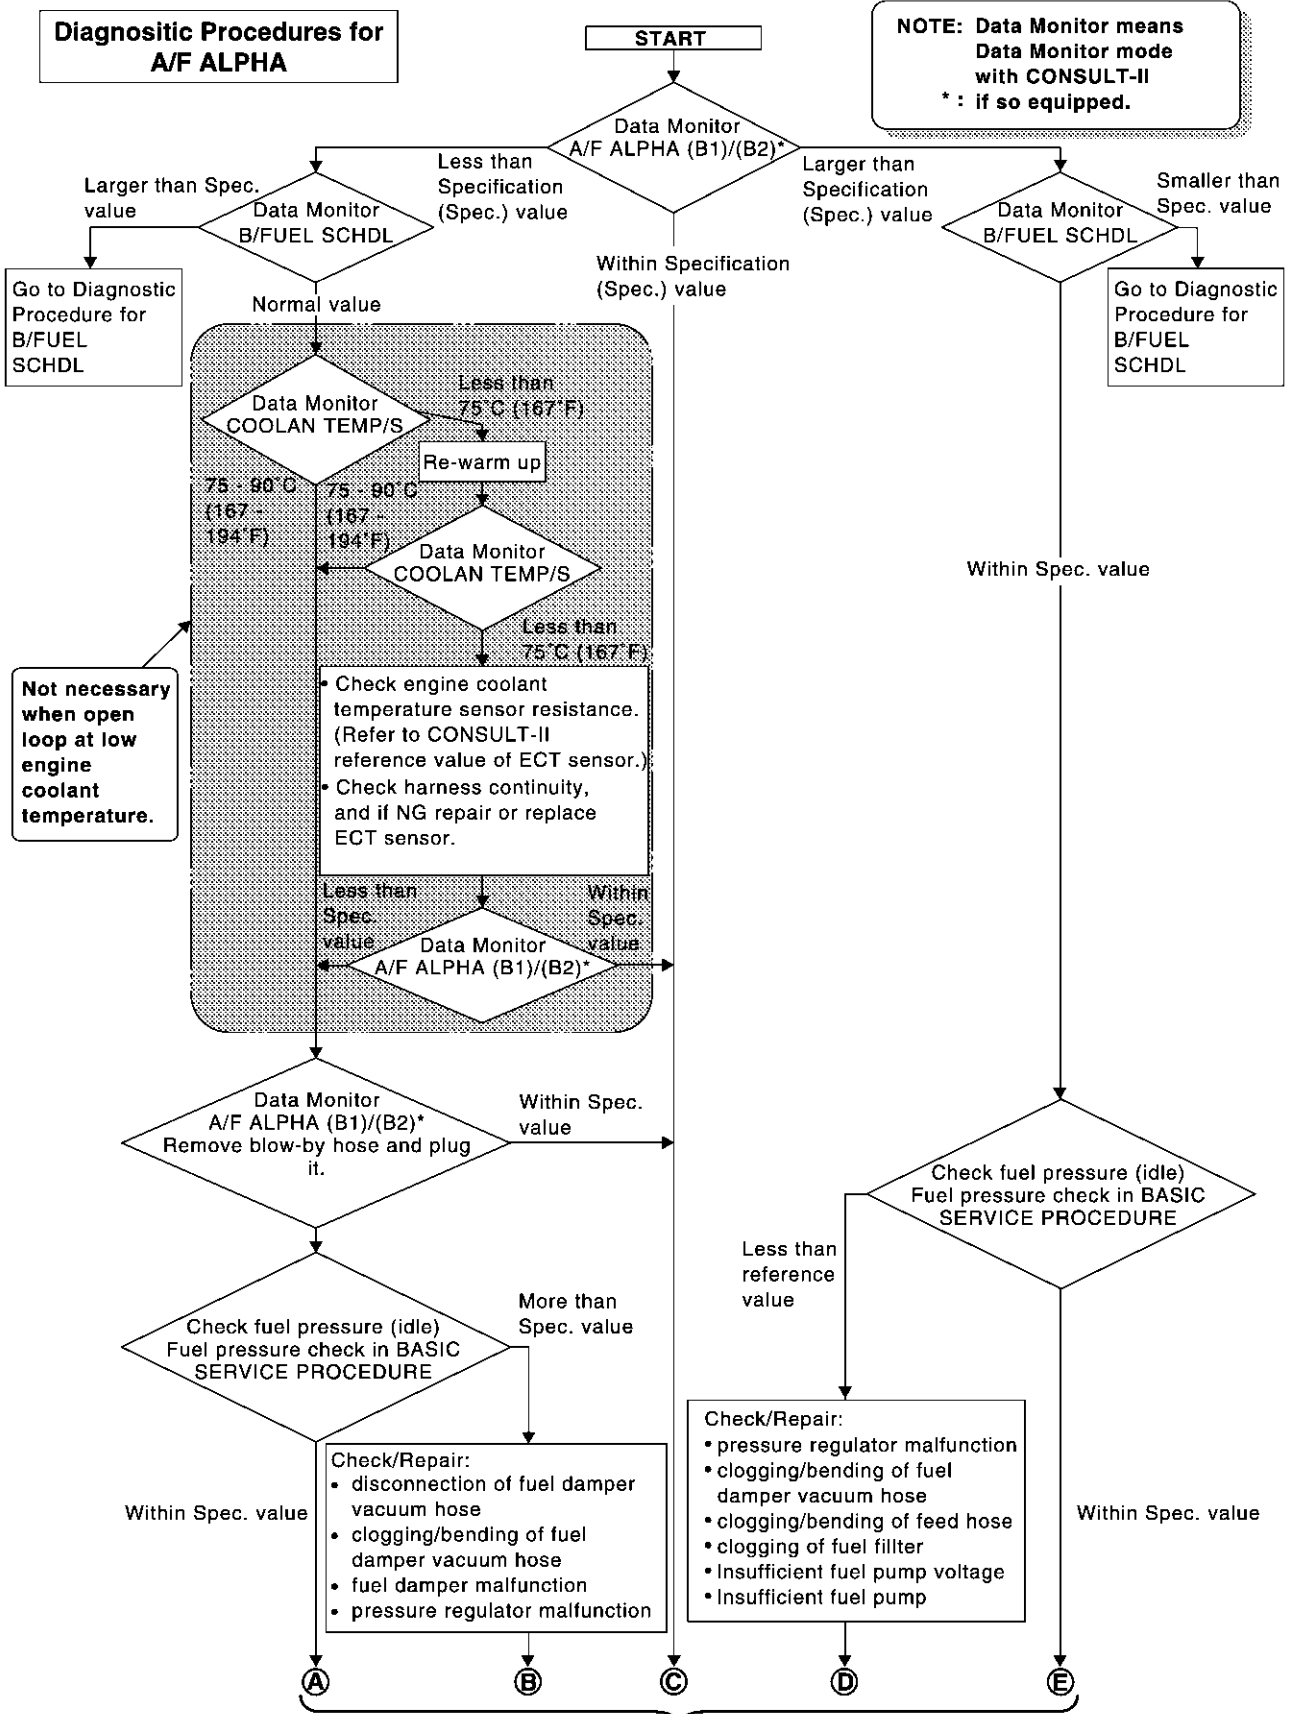 Diagnositic Procedures for
A/F ALPHA
START
NOTE: Data Monitor means
Data Monitor mode
with CONSULT-II
* : if so equipped.
Data Monitor
A/F ALPHA (B1)/(B2)*
Less than
Specification
(Spec.) value
Larger than
Specification
(Spec.) value
Within Specification
(Spec.) value
Larger than Spec.
value
Data Monitor
B/FUEL SCHDL
Smaller than
Spec. value
Data Monitor
B/FUEL SCHDL
Go to Diagnostic
Procedure for
B/FUEL
SCHDL
Normal value
Go to Diagnostic
Procedure for
B/FUEL
SCHDL
Data Monitor
COOLAN TEMP/S
Less than
75°C (167°F)
Re-warm up
75 - 90°C
(167 -
194°F)
75 - 90°C
(167 -
194°F)
Data Monitor
COOLAN TEMP/S
Within Spec. value
Less than
75°C (167°F)
Not necessary
when open
loop at low
engine
coolant
temperature.
• Check engine coolant
temperature sensor resistance.
(Refer to CONSULT-II
reference value of ECT sensor.)
• Check harness continuity,
and if NG repair or replace
ECT sensor.
Less than
Spec.
value
Within
Spec.
value
Data Monitor
A/F ALPHA (B1)/(B2)*
Data Monitor
A/F ALPHA (B1)/(B2)*
Remove blow-by hose and plug
it.
Within Spec.
value
Check fuel pressure (idle)
Fuel pressure check in BASIC
SERVICE PROCEDURE
Less than
reference
value
More than
Spec. value
Check fuel pressure (idle)
Fuel pressure check in BASIC
SERVICE PROCEDURE
Within Spec. value
Check/Repair:
• disconnection of fuel damper
vacuum hose
• clogging/bending of fuel
damper vacuum hose
• fuel damper malfunction
• pressure regulator malfunction
Check/Repair:
• pressure regulator malfunction
• clogging/bending of fuel
damper vacuum hose
• clogging/bending of feed hose
• clogging of fuel fillter
• Insufficient fuel pump voltage
• Insufficient fuel pump
Within Spec. value
A B C D E